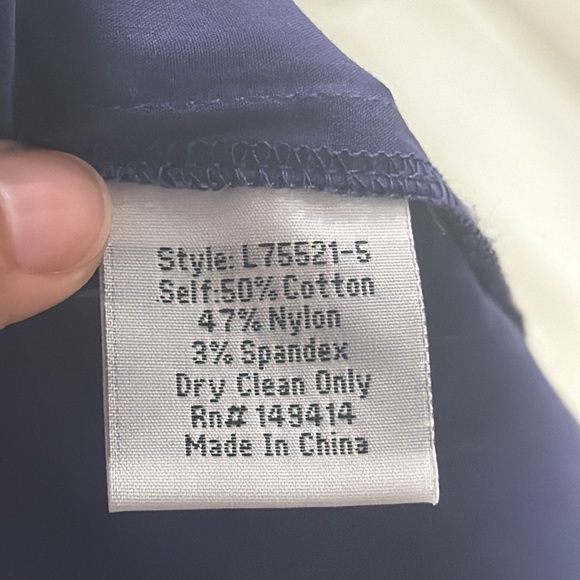 Style: L75521-5
Self:50% Cotton
47% Nylon
3% Spandex
Dry Clean Only
Rn# 149414
Made In China